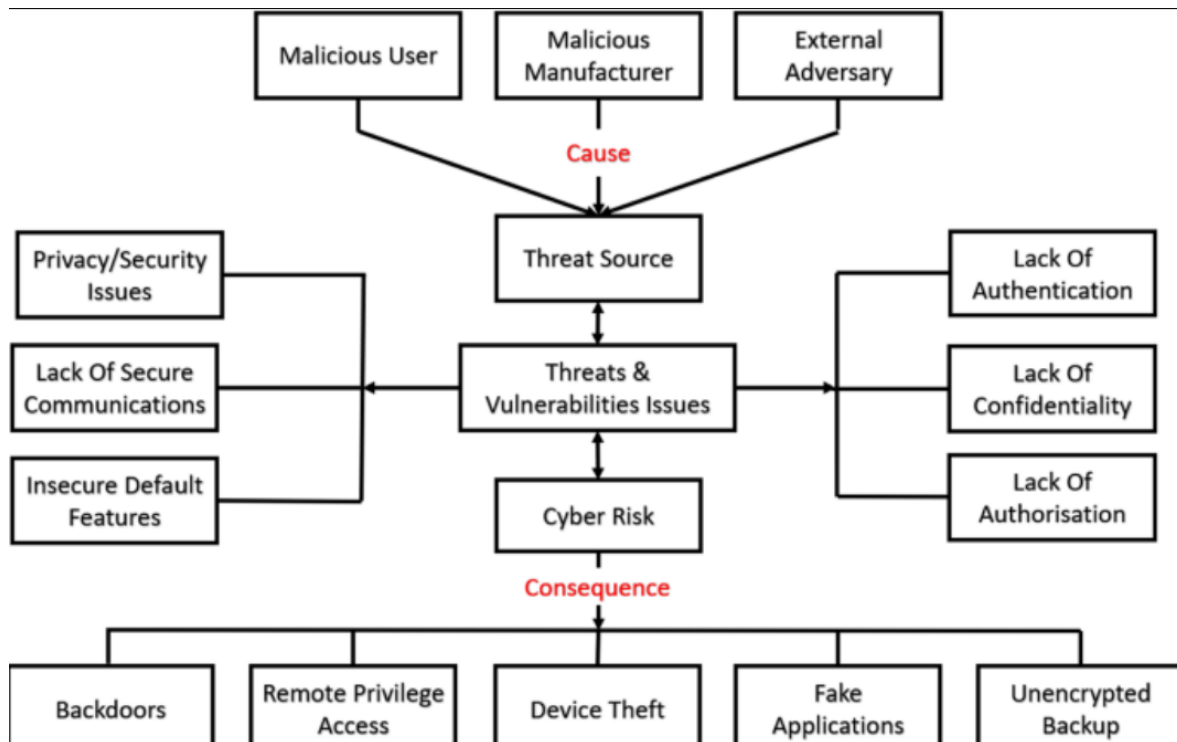 Malicious User
Malicious
Manufacturer
External
Adversary
Cause
Threat Source
Privacy/Security
Issues
Lack Of
Authentication
Lack Of Secure
Communications
Threats &
Vulnerabilities Issues
Lack Of
Confidentiality
Insecure Default
Features
Cyber Risk
Lack Of
Authorisation
Consequence
Backdoors
Remote Privilege
Access
Device Theft
Fake
Applications
Unencrypted
Backup